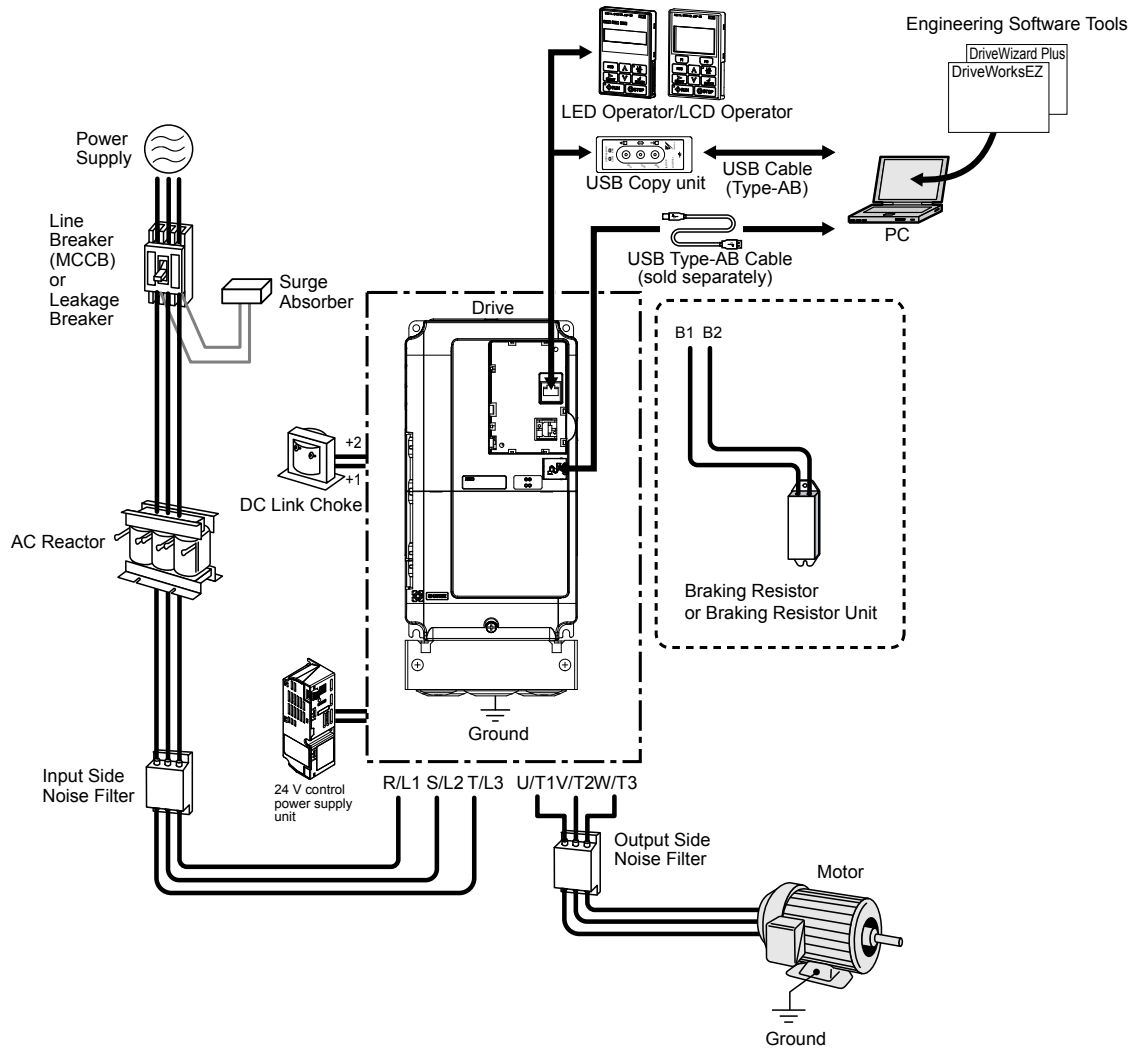 Engineering Software Tools
DriveWizard Plus
DriveWorksEZ
LED Operator/LCD Operator
Power
Supply
USB Copy unit
USB Cable
(Type-AB)
PC
Line
Breaker
(MCCB)
or
Leakage
Breaker
USB Type-AB Cable
(sold separately)
Surge
Absorber
Drive
B1 B2
+2
+1
DC Link Choke
AC Reactor
Braking Resistor
or Braking Resistor Unit
Ground
Input Side
Noise Filter
24 V control
power supply
unit
R/L1 S/L2 T/L3
U/T1V/T2W/T3
Output Side
Noise Filter
Motor
Ground